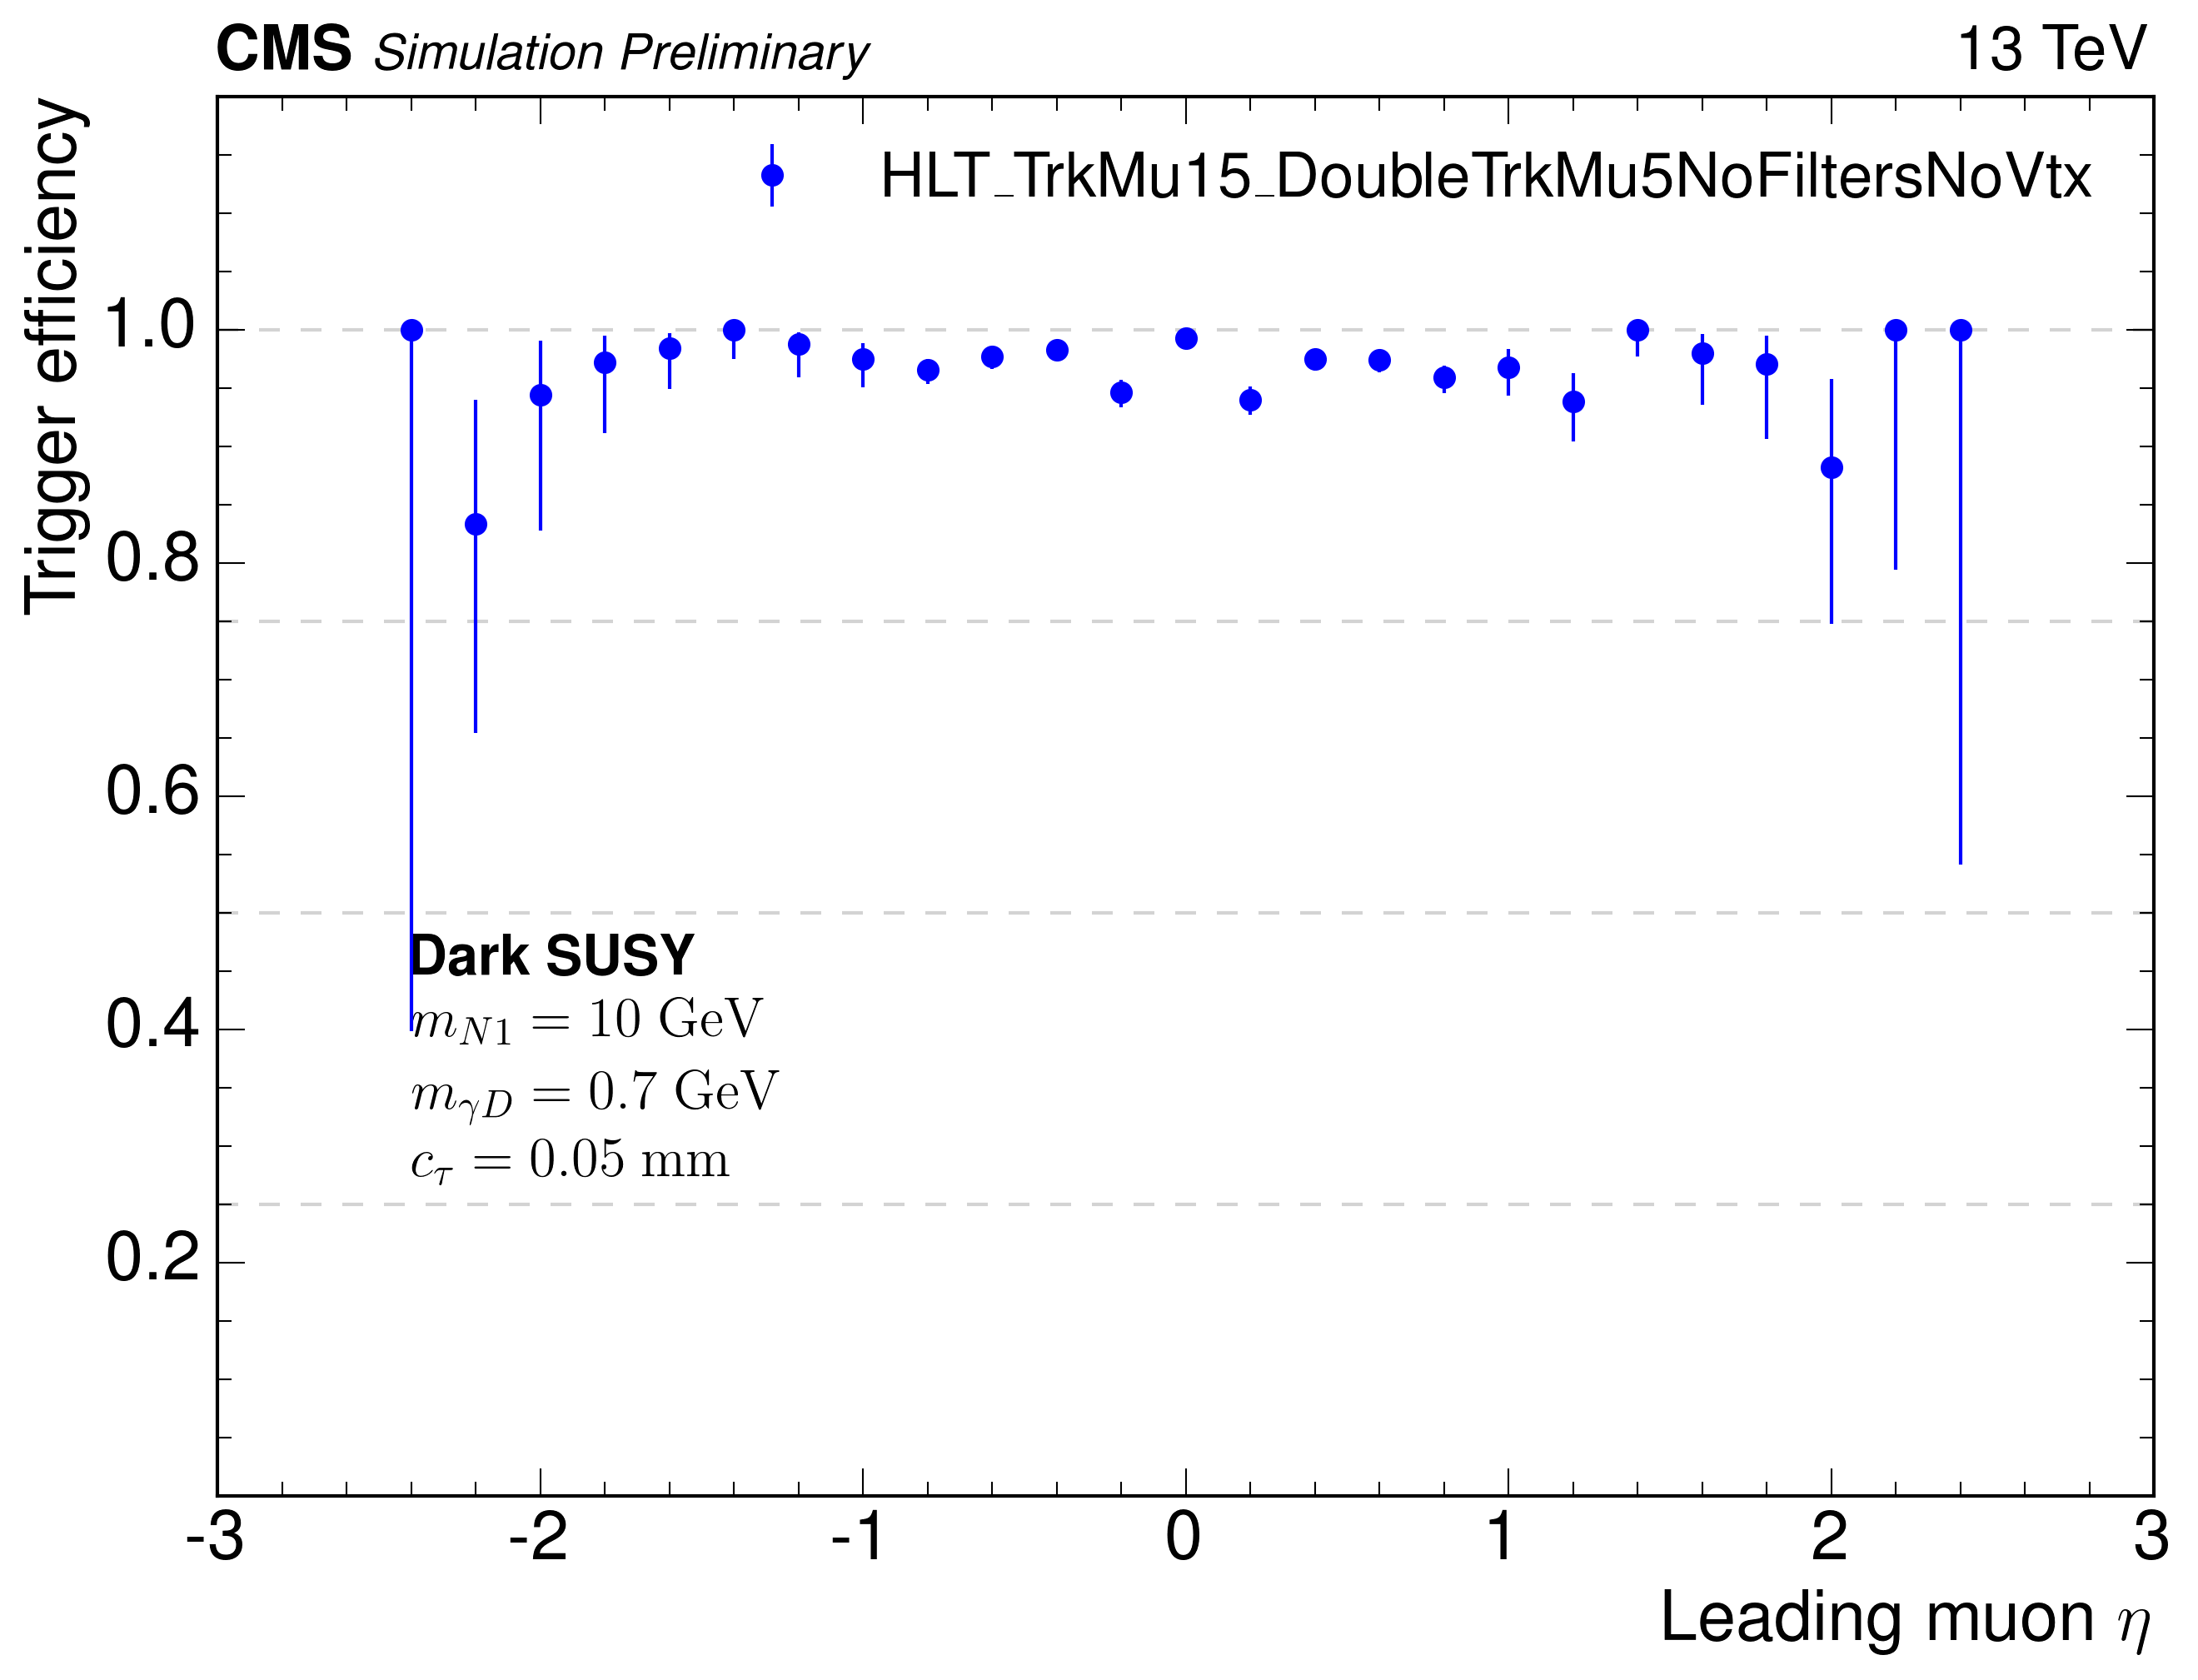 CMS Simulation Preliminary 13 TeV
Trigger efficiency
HLT_TrkMu15_DoubleTrkMu5NoFiltersNoVtx
1.0
0.8
0.6
0.4
0.2
Dark SUSY
m_{N1} = 10 GeV
m_{γD} = 0.7 GeV
c_τ = 0.05 mm
-3 -2 -1 0 1 2 3
Leading muon η